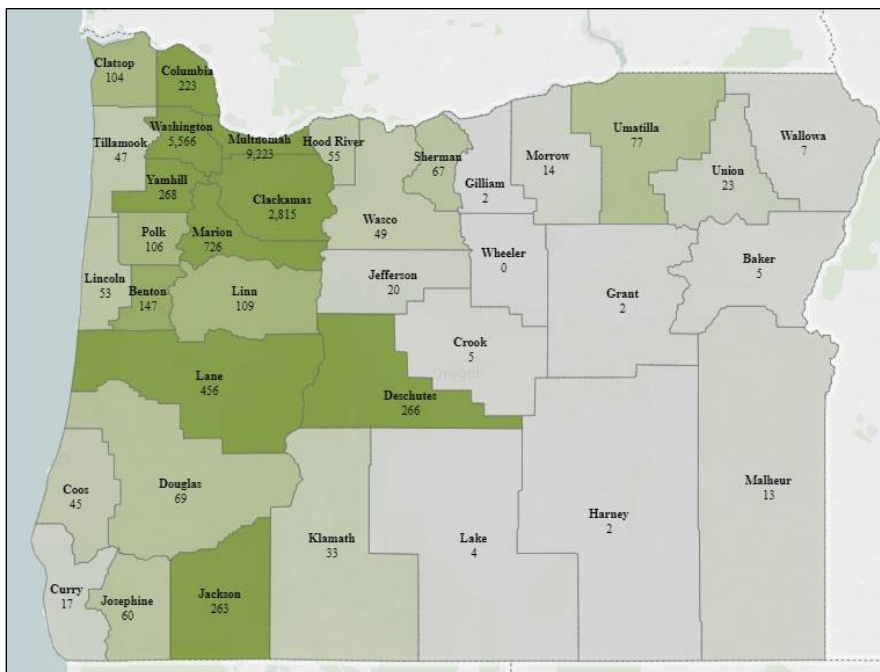 Clatsop
104
Columbia
223
Washington
5,566
Multnomah
9,223
Hood River
55
Sherman
67
Tillamook
47
Yamhill
268
Clackamas
2,815
Gilliam
2
Morrow
14
Umatilla
77
Wallowa
7
Union
23
Polk
106
Marion
726
Wasco
49
Wheeler
0
Baker
5
Lincoln
53
Benton
147
Linn
109
Jefferson
20
Grant
2
Crook
5
Oregon
Lane
456
Deschutes
266
Coos
45
Douglas
69
Klamath
33
Lake
4
Harney
2
Malheur
13
Curry
17
Josephine
60
Jackson
263